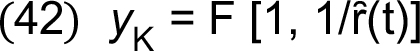 (42) y_K = F [1, 1/r̂(t)]